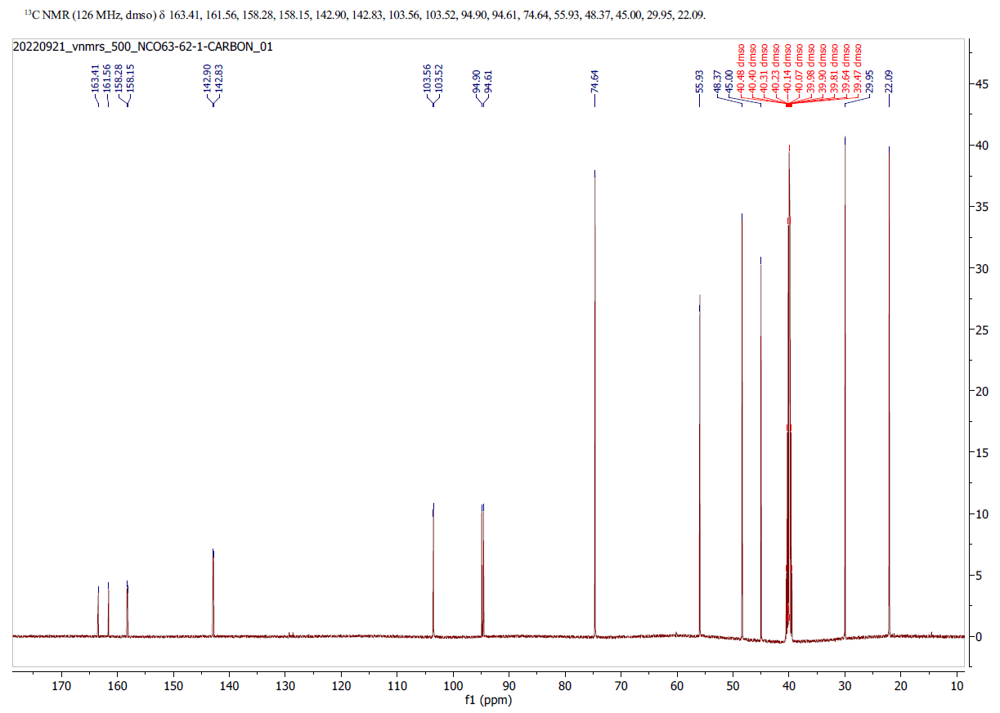 ¹³C NMR (126 MHz, dmso) δ 163.41, 161.56, 158.28, 158.15, 142.90, 142.83, 103.56, 103.52, 94.90, 94.61, 74.64, 55.93, 48.37, 45.00, 29.95, 22.09.
20220921_vnmrs_500_NCO63-62-1-CARBON_01
163.41
161.56
158.28
158.15
142.90
142.83
103.56
103.52
94.90
94.61
74.64
55.93
48.37
45.00
40.48 dmso
40.40 dmso
40.31 dmso
40.23 dmso
40.14 dmso
40.07 dmso
39.98 dmso
39.90 dmso
39.81 dmso
39.64 dmso
39.47 dmso
29.95
22.09
45
40
35
30
25
20
15
10
5
0
170 160 150 140 130 120 110 100 90 80 70 60 50 40 30 20 10
f1 (ppm)